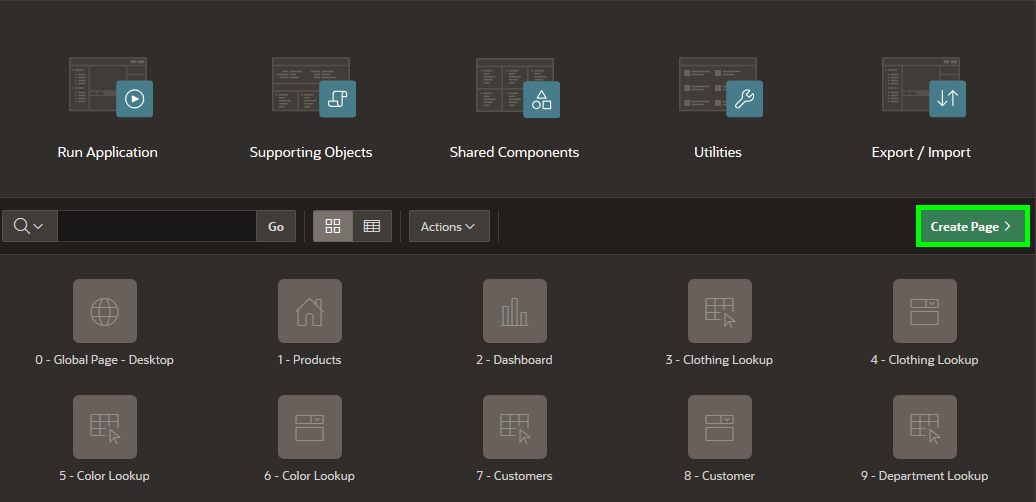 Run Application
Supporting Objects
Shared Components
Utilities
Export / Import
Go
Actions
Create Page
0 - Global Page - Desktop
1 - Products
2 - Dashboard
3 - Clothing Lookup
4 - Clothing Lookup
5 - Color Lookup
6 - Color Lookup
7 - Customers
8 - Customer
9 - Department Lookup